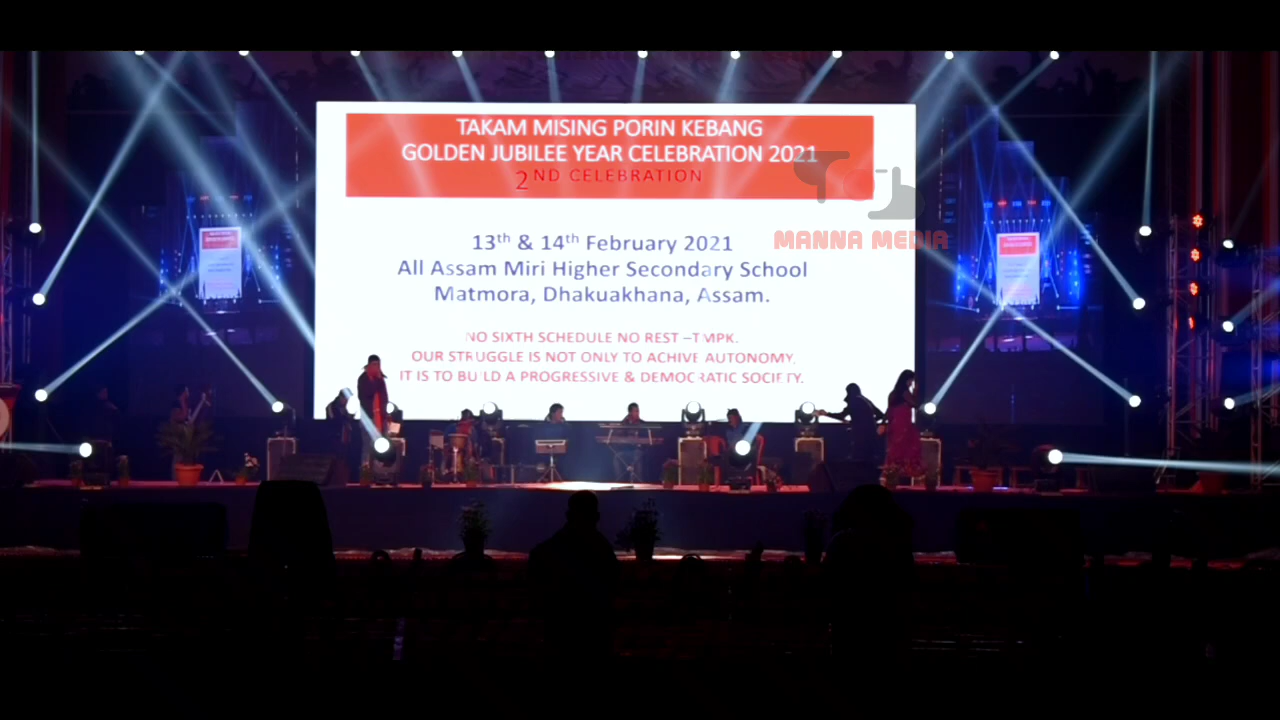 TAKAM MISING PORIN KEBANG
GOLDEN JUBILEE YEAR CELEBRATION 2021
2ND CELEBRATION
13th & 14th February 2021
All Assam Miri Higher Secondary School
Matmora, Dhakuakhana, Assam.
MANNA MEDIA
NO SIXTH SCHEDULE NO REST –TMPK.
OUR STRUGGLE IS NOT ONLY TO ACHIVE AUTONOMY.
IT IS TO BUILD A PROGRESSIVE & DEMOCRATIC SOCIETY.